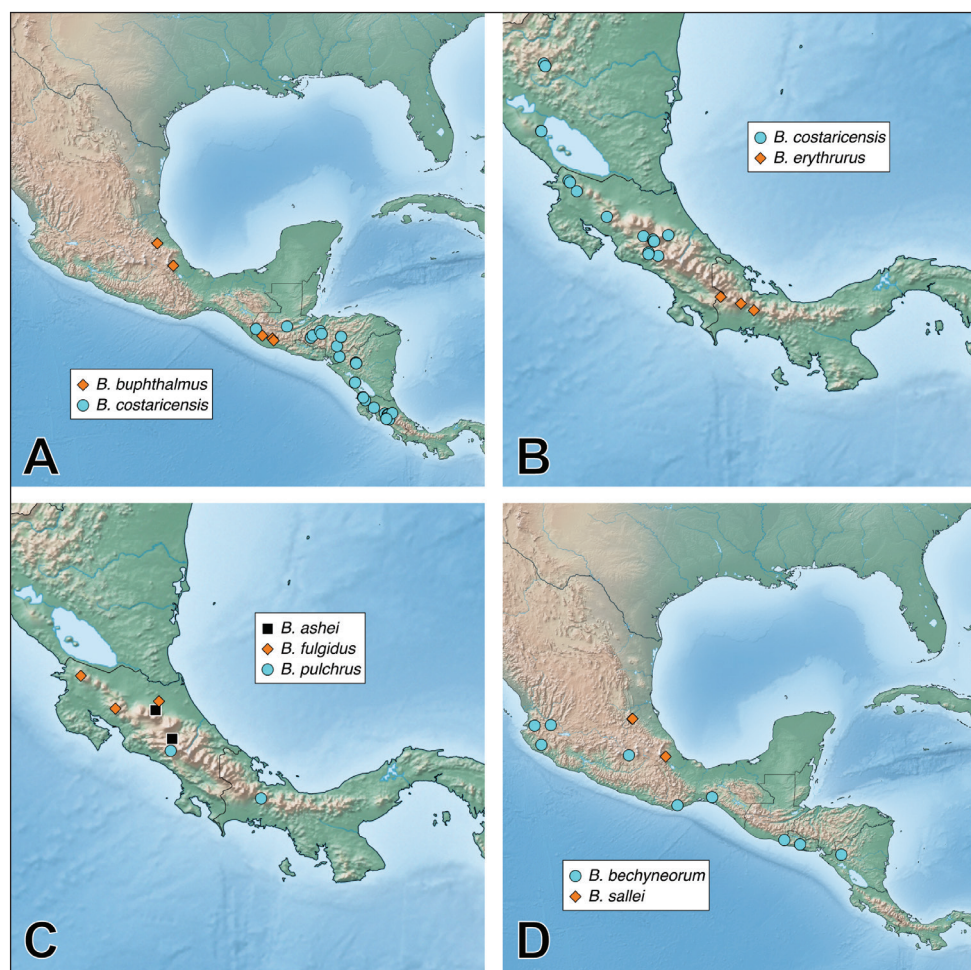 B. buphthalmus
B. costaricensis
A
B. costaricensis
B. erythrurus
B
B. ashei
B. fulgidus
B. pulchrus
C
B. bechyneorum
B. sallei
D